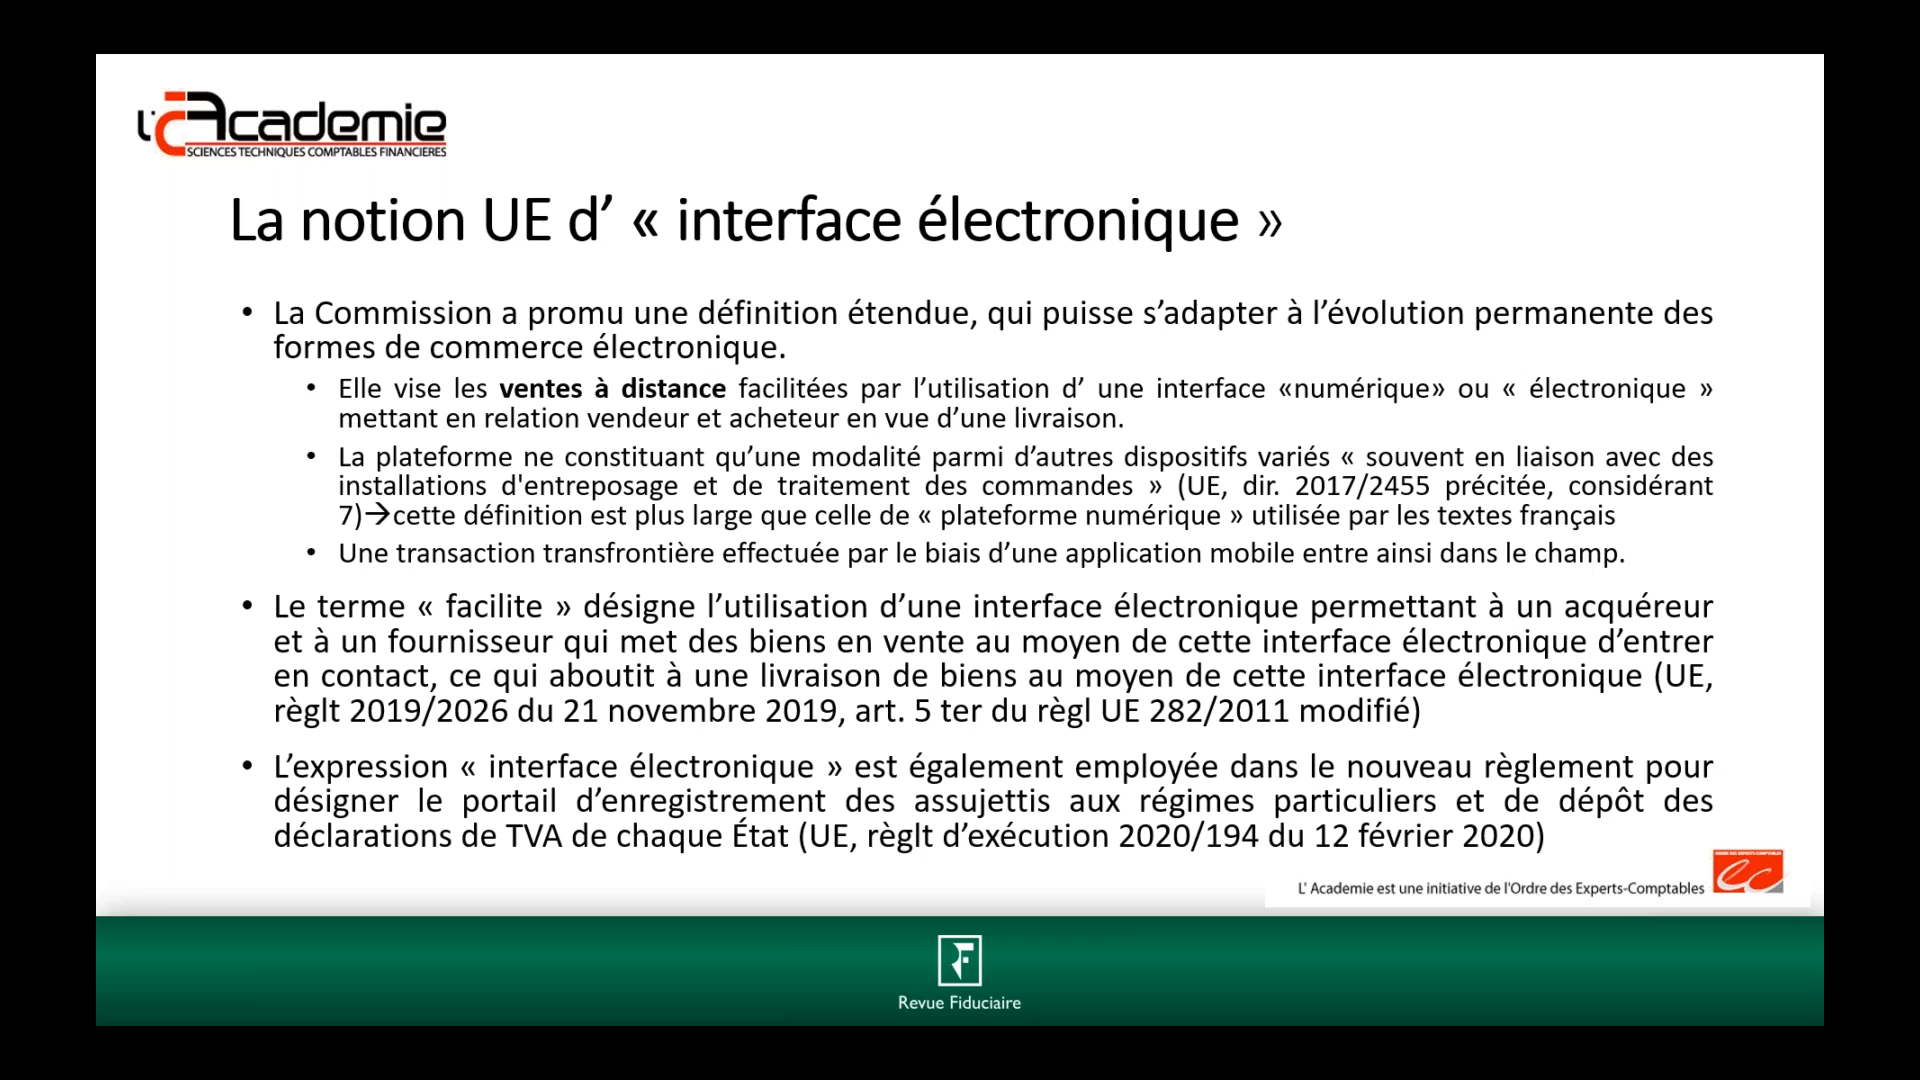 L'Academie
SCIENCES TECHNIQUES COMPTABLES FINANCIERES
La notion UE d’ « interface électronique »
• La Commission a promu une définition étendue, qui puisse s’adapter à l’évolution permanente des
formes de commerce électronique.
• Elle vise les ventes à distance facilitées par l’utilisation d’ une interface «numérique» ou « électronique »
mettant en relation vendeur et acheteur en vue d’une livraison.
• La plateforme ne constituant qu’une modalité parmi d’autres dispositifs variés « souvent en liaison avec des
installations d'entreposage et de traitement des commandes » (UE, dir. 2017/2455 précitée, considérant
7)→cette définition est plus large que celle de « plateforme numérique » utilisée par les textes français
• Une transaction transfrontière effectuée par le biais d’une application mobile entre ainsi dans le champ.
• Le terme « facilite » désigne l’utilisation d’une interface électronique permettant à un acquéreur
et à un fournisseur qui met des biens en vente au moyen de cette interface électronique d’entrer
en contact, ce qui aboutit à une livraison de biens au moyen de cette interface électronique (UE,
règlt 2019/2026 du 21 novembre 2019, art. 5 ter du règl UE 282/2011 modifié)
• L’expression « interface électronique » est également employée dans le nouveau règlement pour
désigner le portail d’enregistrement des assujettis aux régimes particuliers et de dépôt des
déclarations de TVA de chaque État (UE, règlt d’exécution 2020/194 du 12 février 2020)
ORDRE DES EXPERTS-COMPTABLES
ec
L' Academie est une initiative de l'Ordre des Experts-Comptables
Revue Fiduciaire